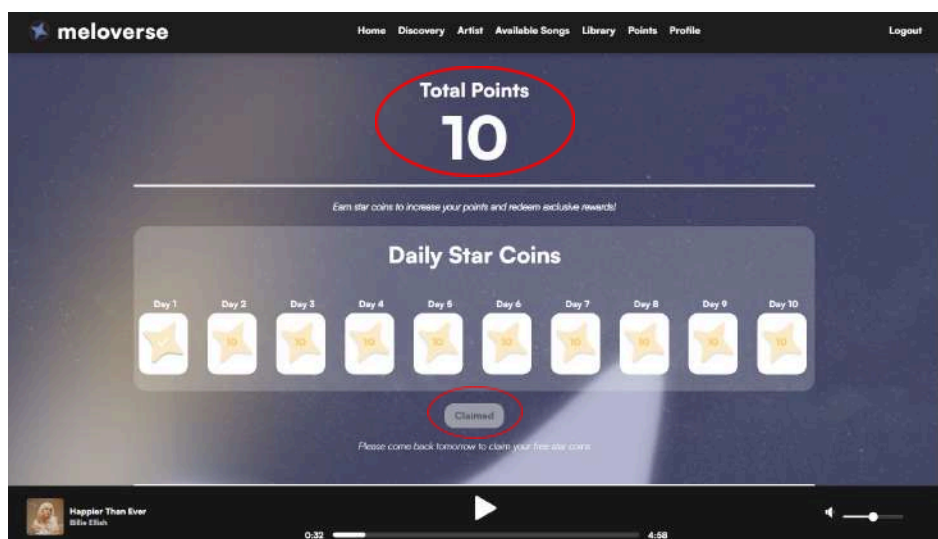 meloverse
Home Discovery Artist Available Songs Library Points Profile
Logout
Total Points
10
Earn star coins to increase your points and redeem exclusive rewards!
Daily Star Coins
Day 1 Day 2 Day 3 Day 4 Day 5 Day 6 Day 7 Day 8 Day 9 Day 10
10 10 10 10 10 10 10 10 10
Claimed
Please come back tomorrow to claim your free star coins
Happier Than Ever
Billie Eilish
0:32 4:58